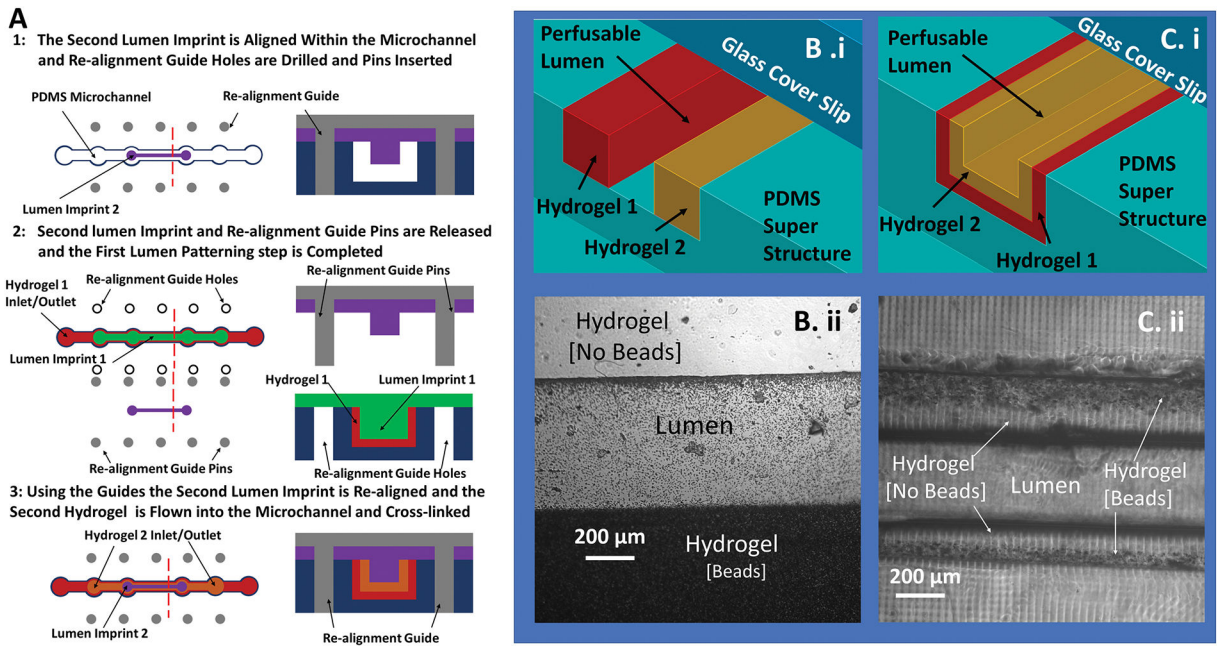 A
1: The Second Lumen Imprint is Aligned Within the Microchannel
and Re-alignment Guide Holes are Drilled and Pins Inserted
PDMS Microchannel
Re-alignment Guide
Lumen Imprint 2
2: Second lumen Imprint and Re-alignment Guide Pins are Released
and the First Lumen Patterning step is Completed
Hydrogel 1
Inlet/Outlet
Re-alignment Guide Holes
Re-alignment Guide Pins
Lumen Imprint 1
Hydrogel 1
Lumen Imprint 1
Re-alignment Guide Pins
Re-alignment Guide Holes
3: Using the Guides the Second Lumen Imprint is Re-aligned and the
Second Hydrogel is Flown into the Microchannel and Cross-linked
Hydrogel 2 Inlet/Outlet
Lumen Imprint 2
Re-alignment Guide
B .i
Perfusable
Lumen
Glass Cover Slip
Hydrogel 1
Hydrogel 2
PDMS
Super
Structure
C. i
Perfusable
Lumen
Glass Cover Slip
PDMS
Super
Structure
Hydrogel 2
Hydrogel 1
B. ii
Hydrogel
[No Beads]
Lumen
200 μm
Hydrogel
[Beads]
C. ii
Hydrogel
[No Beads]
Lumen
Hydrogel
[Beads]
200 μm